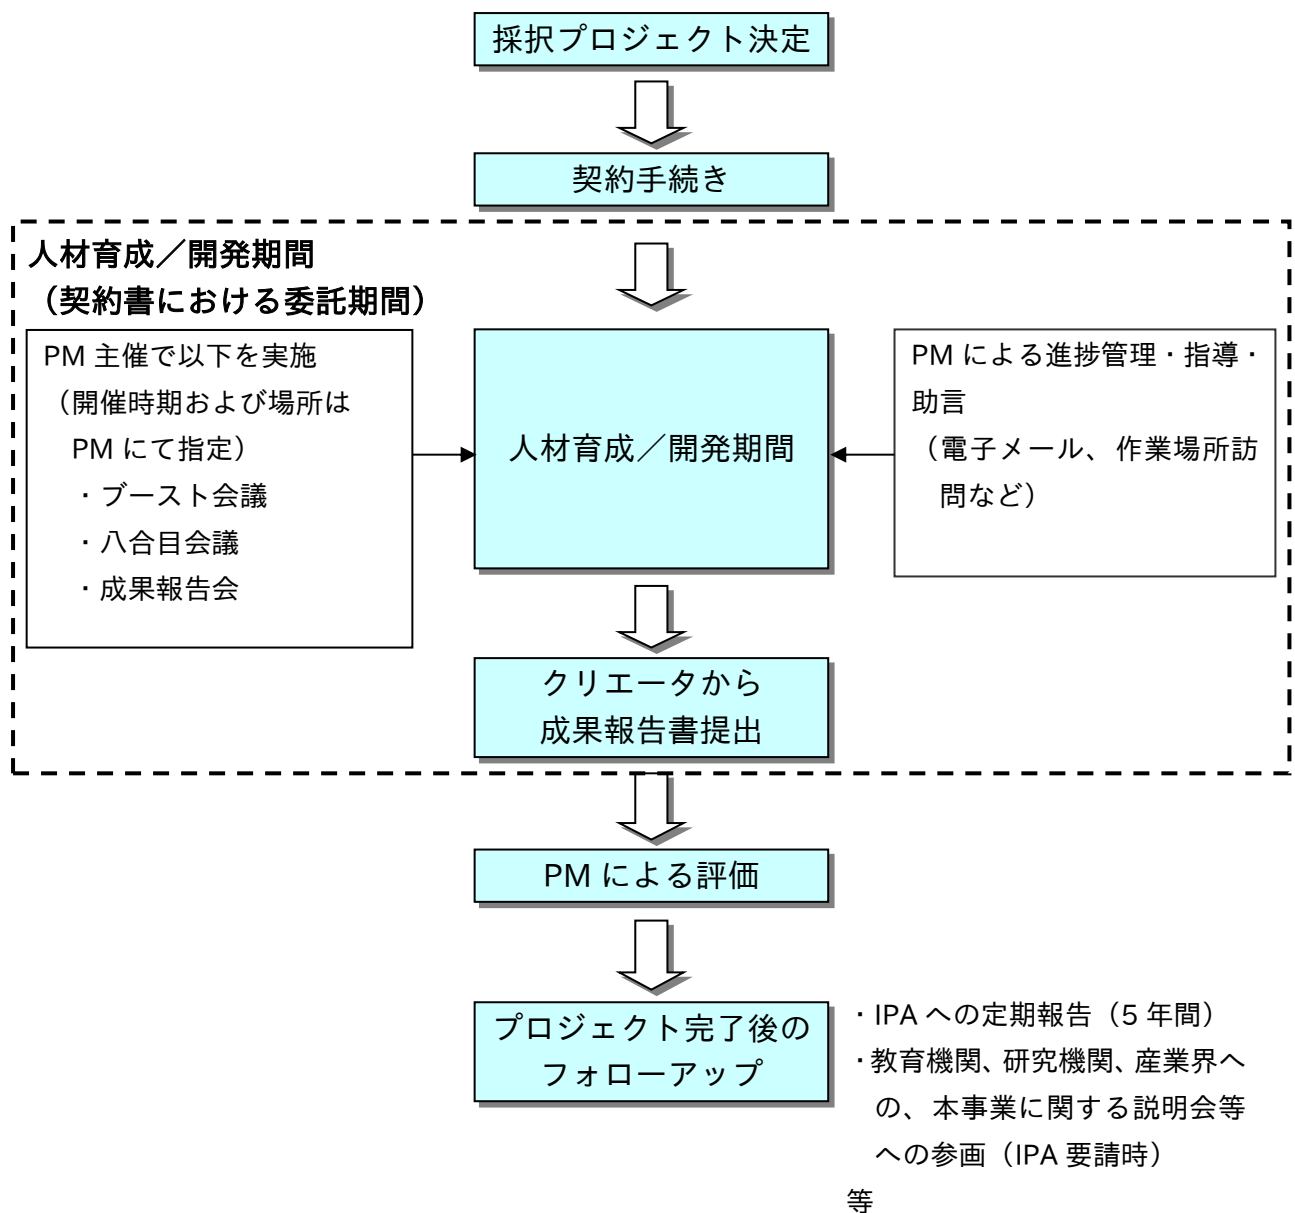 採択プロジェクト決定
契約手続き
人材育成／開発期間
（契約書における委託期間）
PM 主催で以下を実施
（開催時期および場所は
PM にて指定）
・ブースト会議
・八合目会議
・成果報告会
人材育成／開発期間
PM による進捗管理・指導・
助言
（電子メール、作業場所訪
問など）
クリエータから
成果報告書提出
PM による評価
プロジェクト完了後の
フォローアップ
・IPA への定期報告（5 年間）
・教育機関、研究機関、産業界へ
の、本事業に関する説明会等
への参画（IPA 要請時）
等